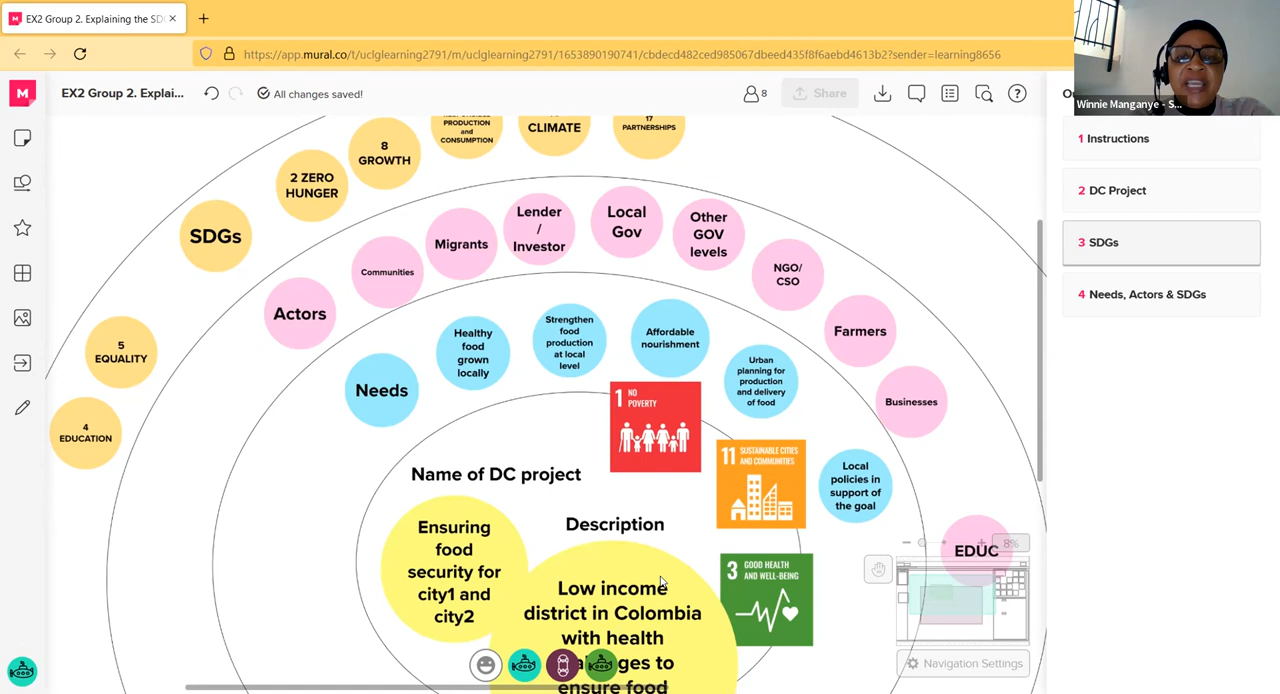 EX2 Group 2. Explaining the SD
https://app.mural.co/t/uclglearning2791/m/uclglearning2791/1653890190741/cbdecd482ced985067dbeed435f8f6aebd4613b2?sender=learning8656
Winnie Manganye - S...
M
EX2 Group 2. Explai...
All changes saved!
8
Share
Ou
1 Instructions
2 DC Project
3 SDGs
4 Needs, Actors & SDGs
PRODUCTION
and
CONSUMPTION
CLIMATE
17
PARTNERSHIPS
8
GROWTH
2 ZERO
HUNGER
SDGs
5
EQUALITY
4
EDUCATION
Actors
Communities
Migrants
Lender
/
Investor
Local
Gov
Other
GOV
levels
NGO/
CSO
Farmers
Businesses
EDUC
Needs
Healthy
food
grown
locally
Strengthen
food
production
at local
level
Affordable
nourishment
Urban
planning for
production
and delivery
of food
Local
policies in
support of
the goal
1 NO
POVERTY
11 SUSTAINABLE CITIES
AND COMMUNITIES
3 GOOD HEALTH
AND WELL-BEING
Name of DC project
Ensuring
food
security for
city1 and
city2
Description
Low income
district in Colombia
with health
ges to
ensure food
8%
Navigation Settings